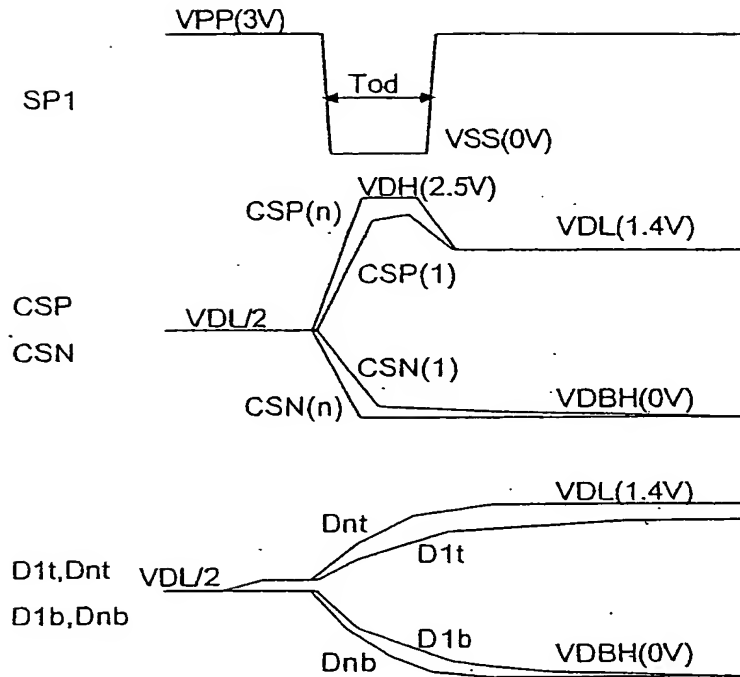 VPP(3V)
SP1
Tod
VSS(0V)
VDH(2.5V)
CSP(n)
VDL(1.4V)
CSP(1)
CSP
VDL/2
CSN
CSN(1)
CSN(n)
VDBH(0V)
VDL(1.4V)
Dnt
D1t
D1t,Dnt
VDL/2
D1b,Dnb
D1b
Dnb
VDBH(0V)